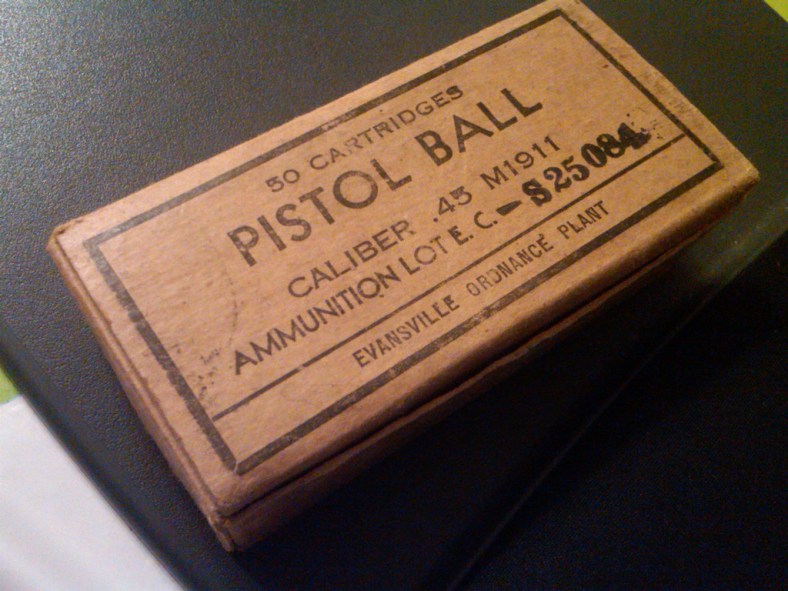 50 CARTRIDGES
PISTOL BALL
CALIBER .45 M1911
AMMUNITION LOT E. C. - S25084
EVANSVILLE ORDNANCE PLANT